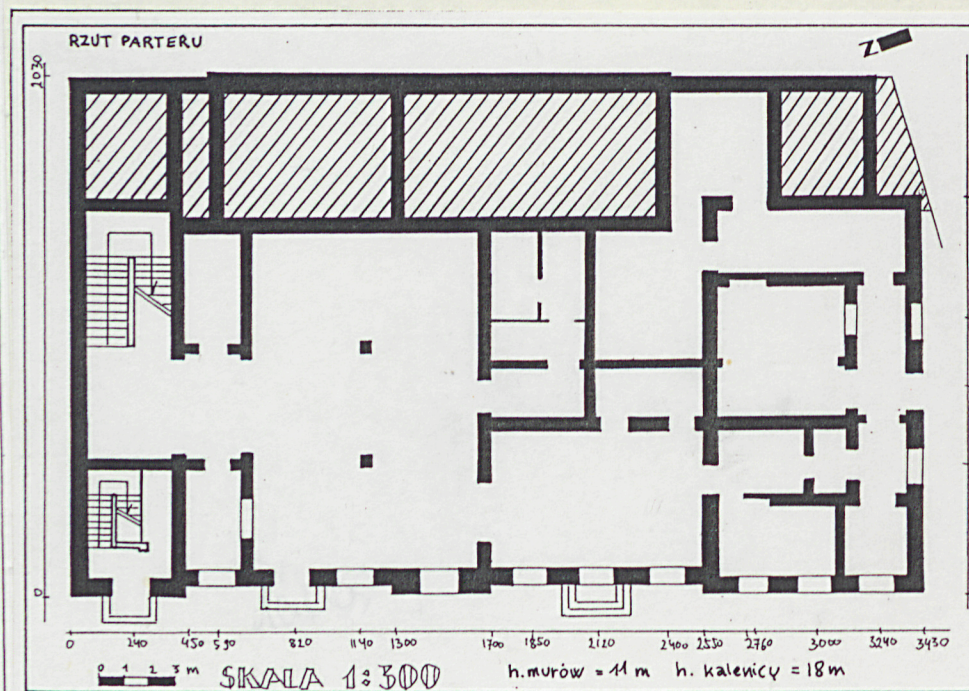 RZUT PARTERU
Z
1030
0
0 240 450 590 820 1140 1300 1700 1850 2120 2400 2550 2760 3000 3240 3430
0 1 2 3 m SKALA 1:300 h. murów = 11 m h. kalenicy = 18 m